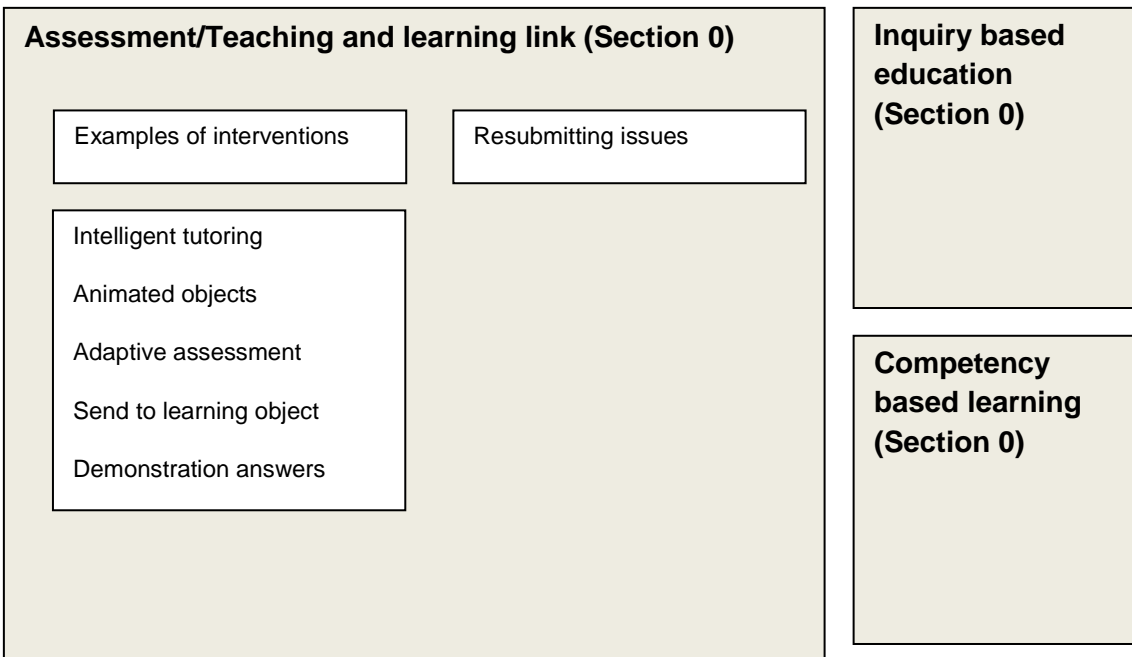 Assessment/Teaching and learning link (Section 0)
Examples of interventions
Resubmitting issues
Intelligent tutoring
Animated objects
Adaptive assessment
Send to learning object
Demonstration answers
Inquiry based
education
(Section 0)
Competency
based learning
(Section 0)